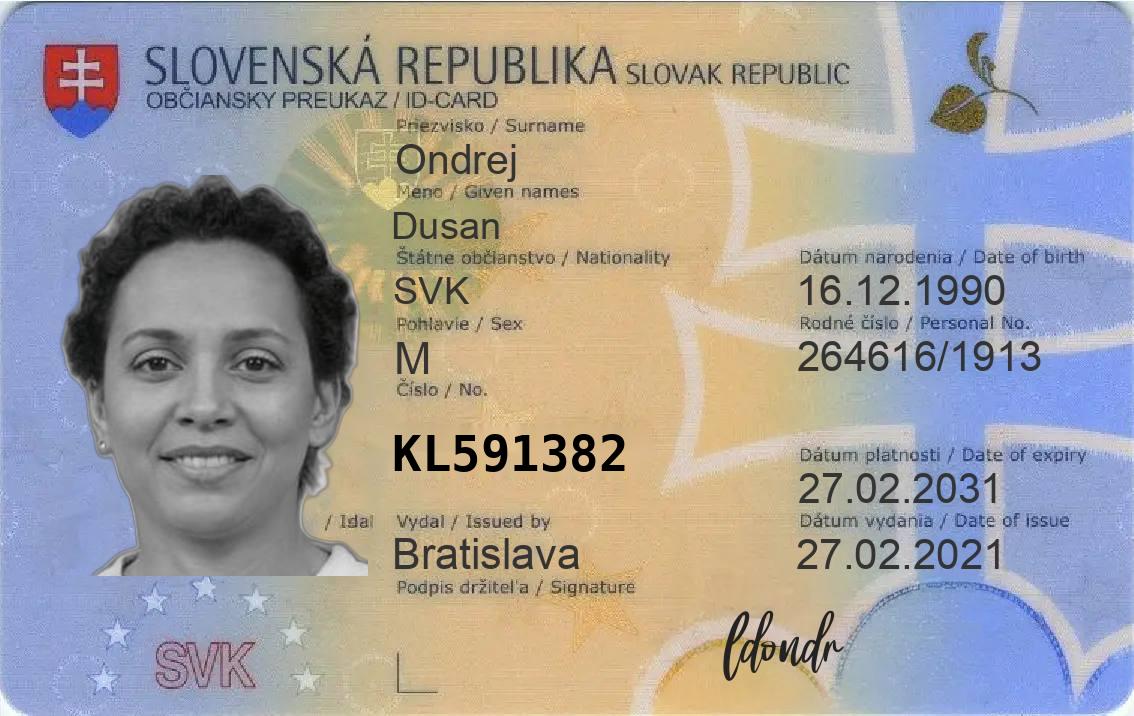 SLOVENSKÁ REPUBLIKA SLOVAK REPUBLIC
OBČIANSKY PREUKAZ / ID-CARD
Priezvisko / Surname
Ondrej
Meno / Given names
Dusan
Štátne občianstvo / Nationality
SVK
Dátum narodenia / Date of birth
16.12.1990
Pohlavie / Sex
M
Rodné číslo / Personal No.
264616/1913
Číslo / No.
KL591382
Dátum platnosti / Date of expiry
27.02.2031
/ Idal Vydal / Issued by
Bratislava
Dátum vydania / Date of issue
27.02.2021
Podpis držiteľa / Signature
ldondr
SVK